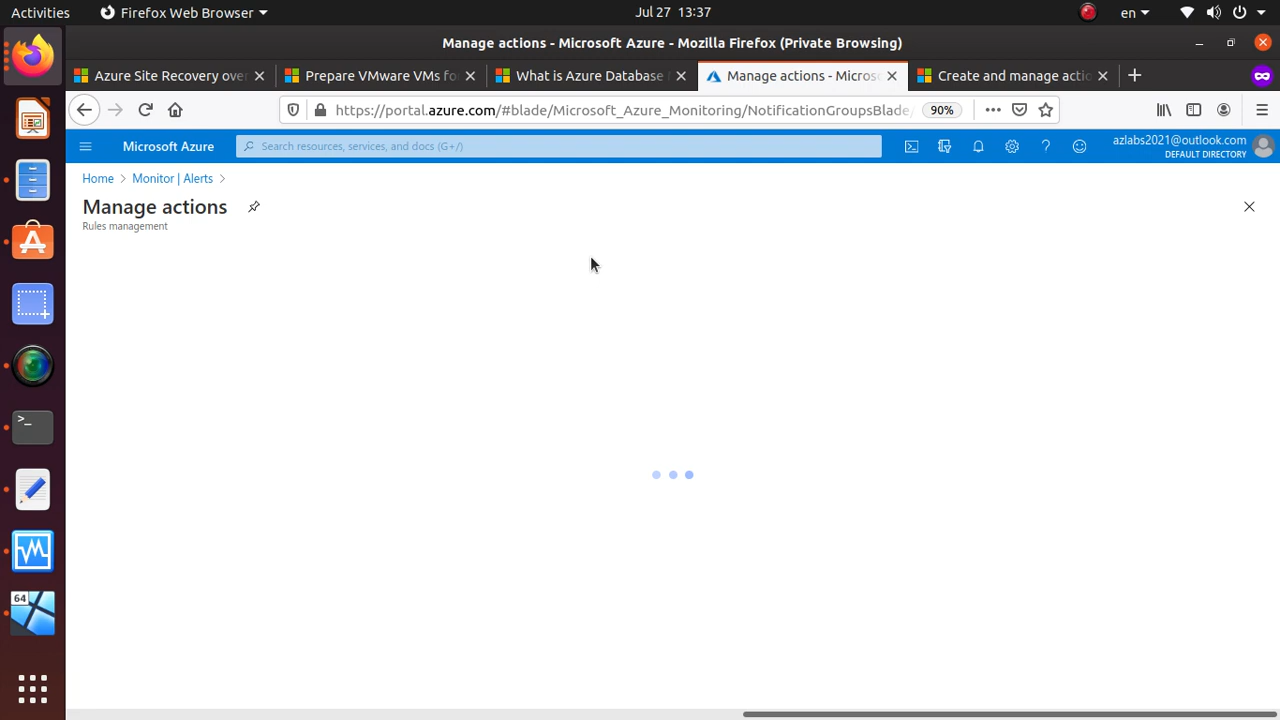 Activities
Firefox Web Browser
Jul 27 13:37
en
Manage actions - Microsoft Azure - Mozilla Firefox (Private Browsing)
Azure Site Recovery over
Prepare VMware VMs fo
What is Azure Database
Manage actions - Micros
Create and manage actio
https://portal.azure.com/#blade/Microsoft_Azure_Monitoring/NotificationGroupsBlade/
90%
Microsoft Azure
Search resources, services, and docs (G+/)
azlabs2021@outlook.com
DEFAULT DIRECTORY
Home
Monitor | Alerts
Manage actions
Rules management
>_
64